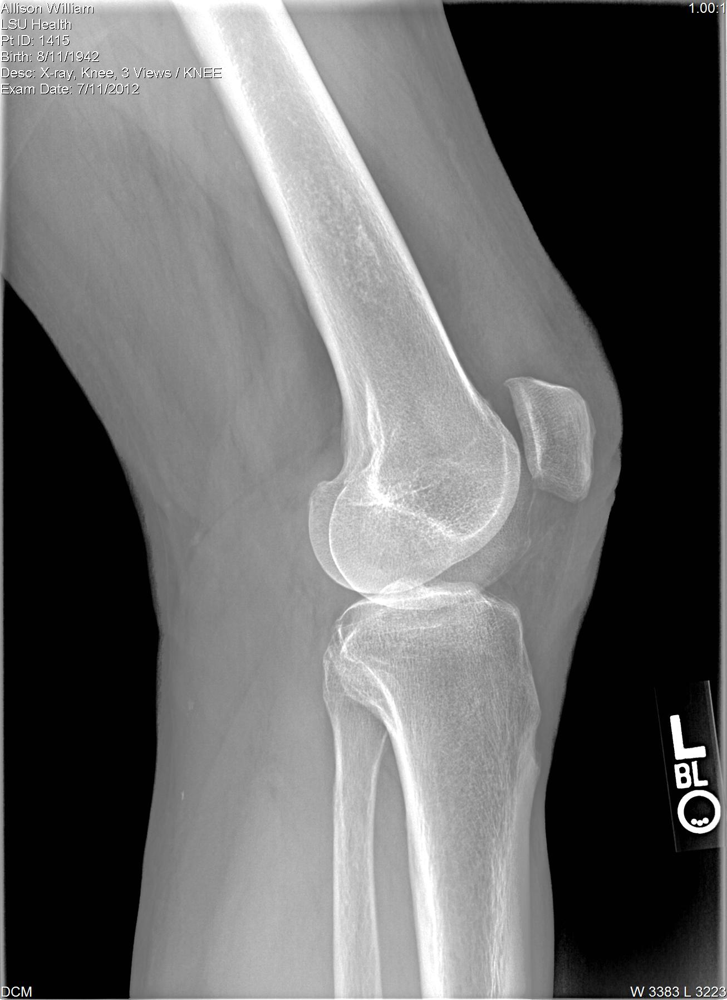 Allison William
LSU Health
Pt ID: 1415
Birth: 8/11/1942
Desc: X-ray, Knee, 3 Views / KNEE
Exam Date: 7/11/2012
1.00:1
L
BL
DCM
W 3383 L 3223